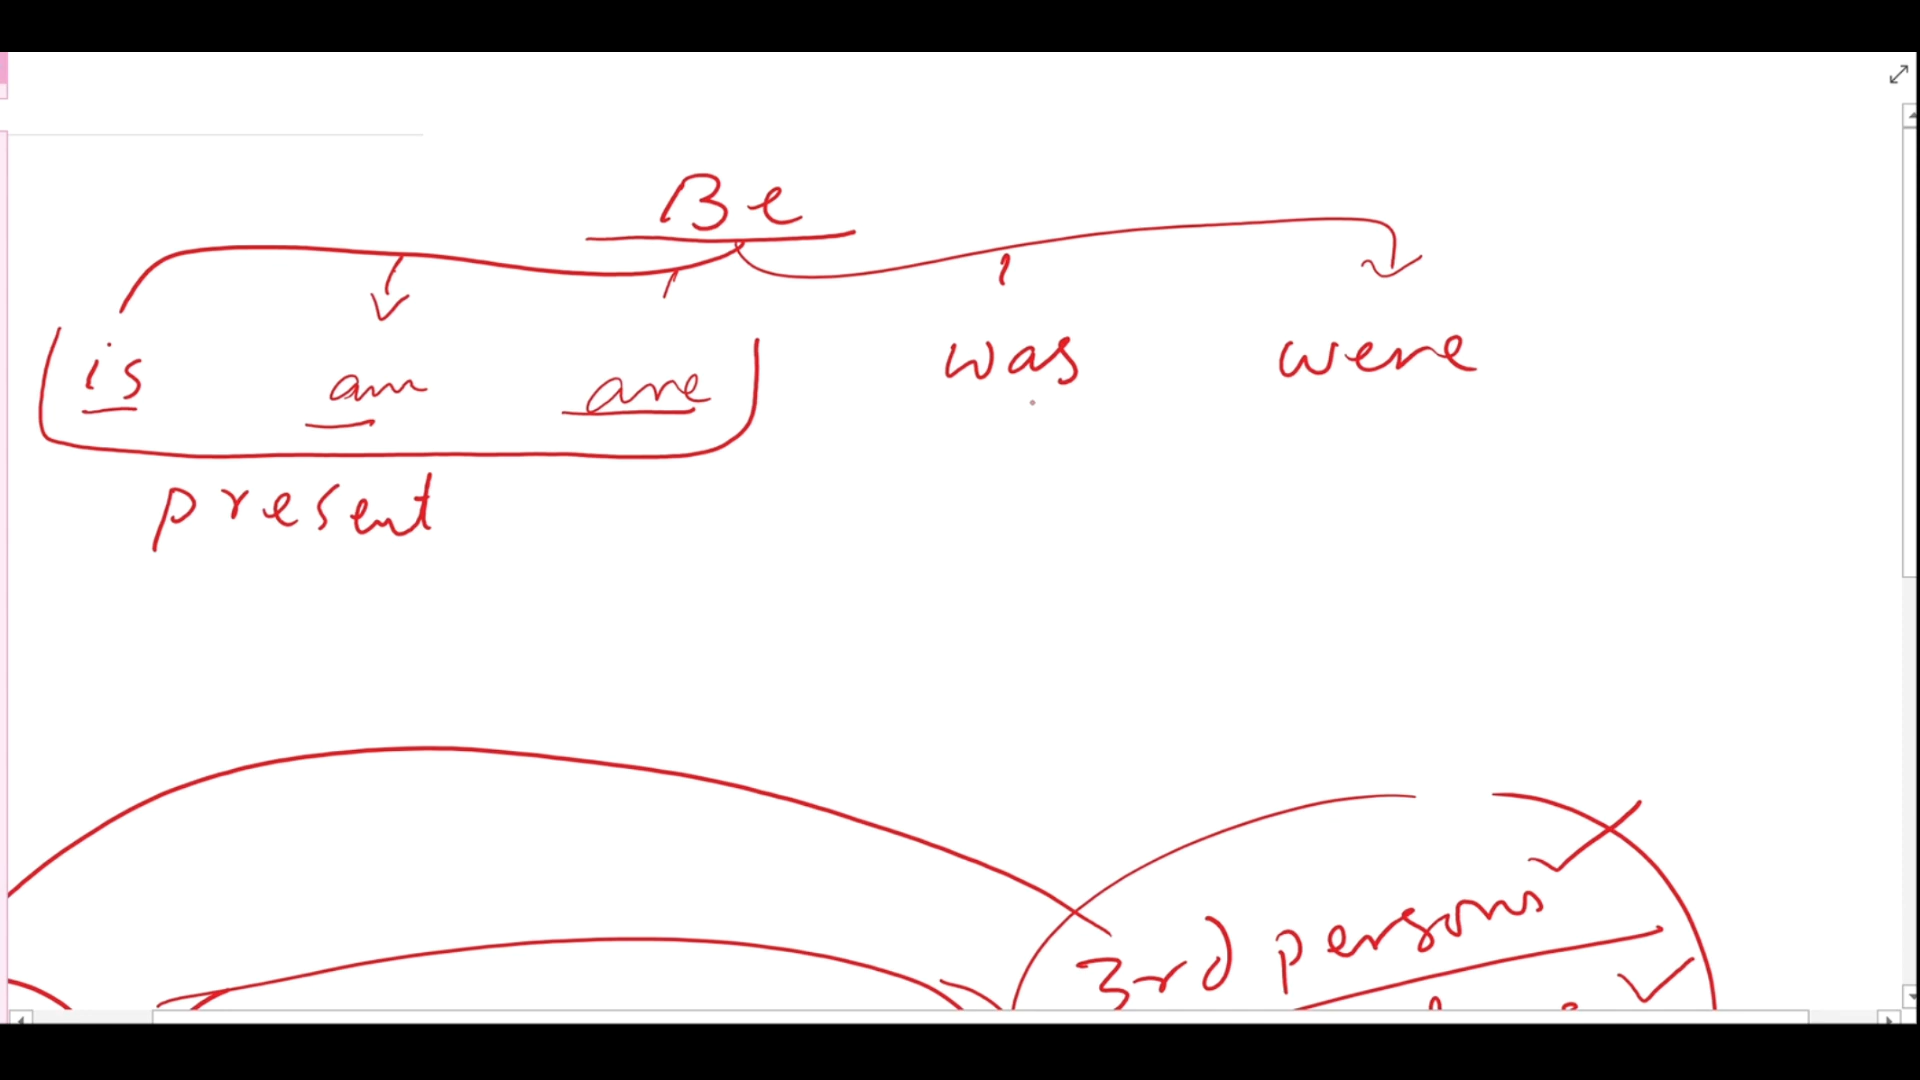 Be
is am are was were
present
3rd persons